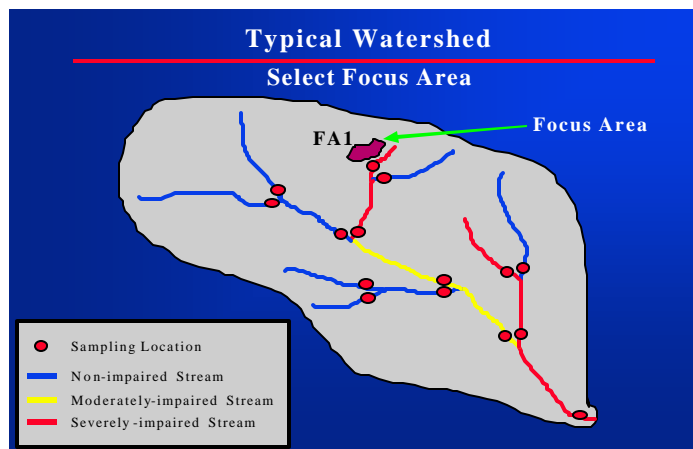 Typical Watershed
Select Focus Area
FA1
Focus Area
Sampling Location
Non-impaired Stream
Moderately-impaired Stream
Severely-impaired Stream